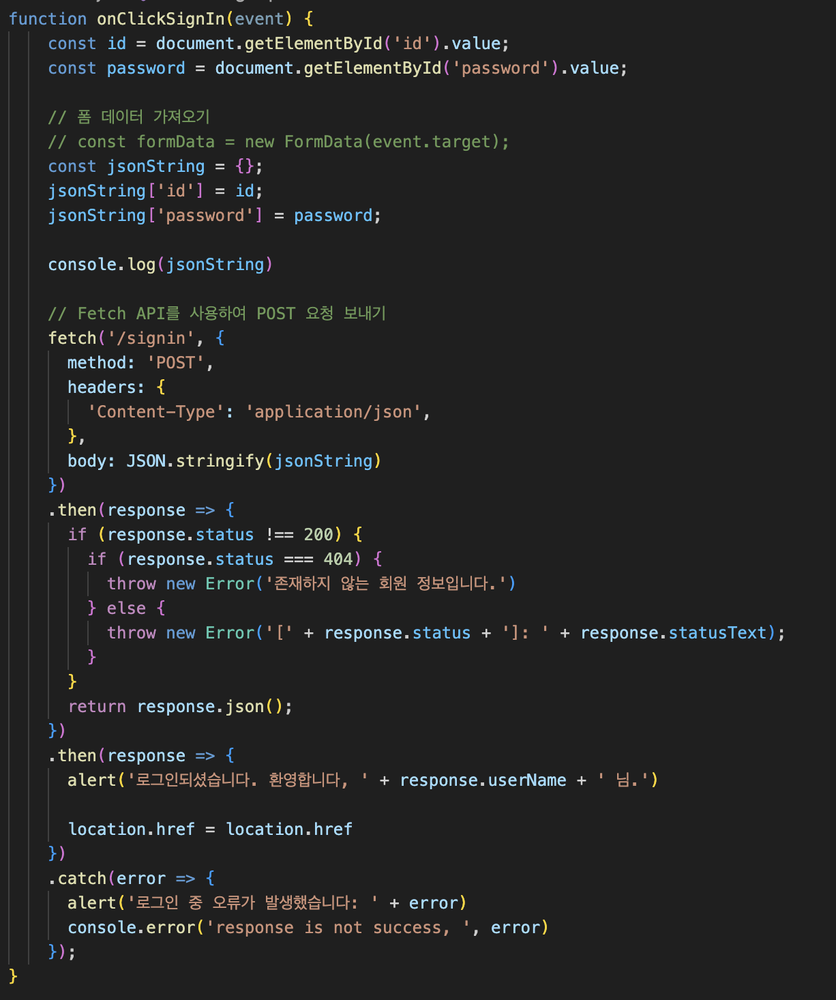 function onClickSignIn(event) {
const id = document.getElementById('id').value;
const password = document.getElementById('password').value;
// 폼 데이터 가져오기
// const formData = new FormData(event.target);
const jsonString = {};
jsonString['id'] = id;
jsonString['password'] = password;
console.log(jsonString)
// Fetch API를 사용하여 POST 요청 보내기
fetch('/signin', {
method: 'POST',
headers: {
'Content-Type': 'application/json',
},
body: JSON.stringify(jsonString)
})
.then(response => {
if (response.status !== 200) {
if (response.status === 404) {
throw new Error('존재하지 않는 회원 정보입니다.')
} else {
throw new Error('[' + response.status + ']: ' + response.statusText);
}
}
return response.json();
})
.then(response => {
alert('로그인되셨습니다. 환영합니다, ' + response.userName + ' 님.')
location.href = location.href
})
.catch(error => {
alert('로그인 중 오류가 발생했습니다: ' + error)
console.error('response is not success, ', error)
});
}